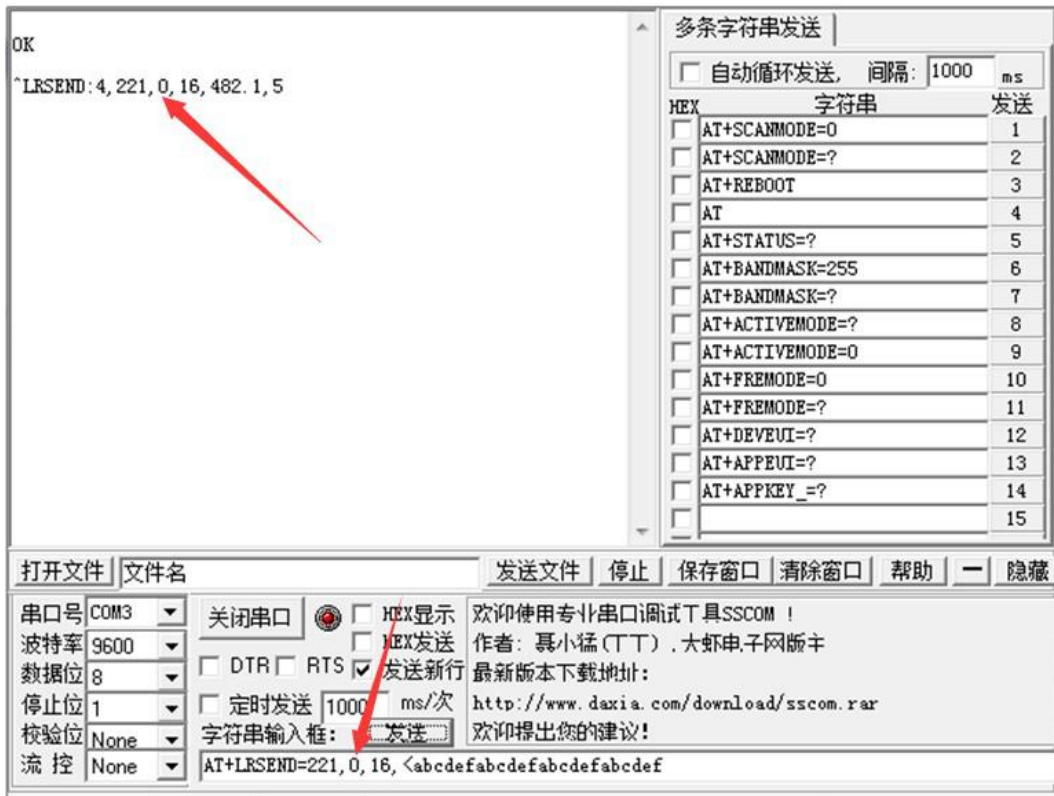 OK
^LRSEND:4,221,0,16,482.1,5
多条字符串发送
自动循环发送, 间隔: 1000 ms
HEX 字符串 发送
AT+SCANMODE=0 1
AT+SCANMODE=? 2
AT+REBOOT 3
AT 4
AT+STATUS=? 5
AT+BANDMASK=255 6
AT+BANDMASK=? 7
AT+ACTIVEMODE=? 8
AT+ACTIVEMODE=0 9
AT+FREMODE=0 10
AT+FREMODE=? 11
AT+DEVEUI=? 12
AT+APPEUI=? 13
AT+APPKEY_=? 14
15
打开文件 文件名 发送文件 停止 保存窗口 清除窗口 帮助 一 隐藏
串口号 COM3
波特率 9600
数据位 8
停止位 1
校验位 None
流 控 None
关闭串口 HEX显示
HEX发送
DTR RTS 发送新行
定时发送 1000 ms/次
字符串输入框: 发送
AT+LRSEND=221,0,16,<abcdefabcdefabcdefabcdef
欢迎使用专业串口调试工具SSCOM !
作者: 聂小猛(丁丁),大虾电子网版主
最新版本下载地址:
http://www.daxia.com/download/sscom.rar
欢迎提出您的建议!